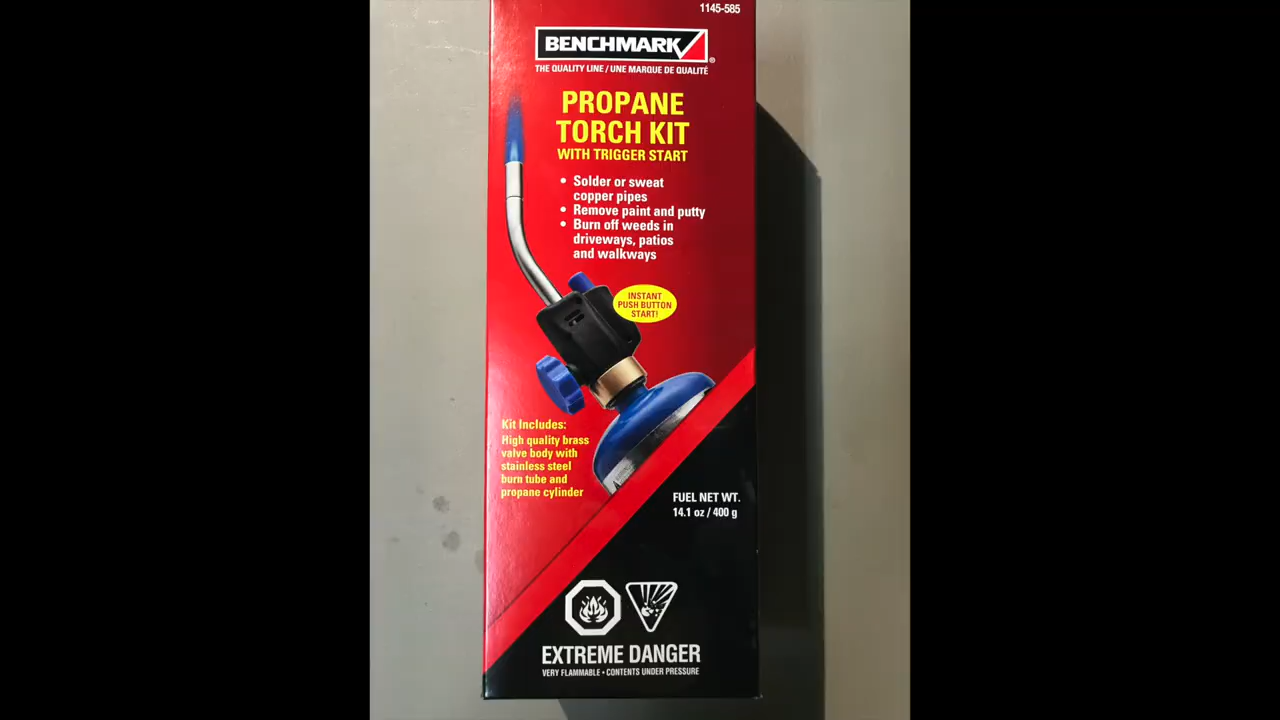 1145-585
BENCHMARK
®
THE QUALITY LINE / UNE MARQUE DE QUALITÉ
PROPANE
TORCH KIT
WITH TRIGGER START
• Solder or sweat
copper pipes
• Remove paint and putty
• Burn off weeds in
driveways, patios
and walkways
INSTANT
PUSH BUTTON
START!
Kit Includes:
High quality brass
valve body with
stainless steel
burn tube and
propane cylinder
FUEL NET WT.
14.1 oz / 400 g
EXTREME DANGER
VERY FLAMMABLE • CONTENTS UNDER PRESSURE